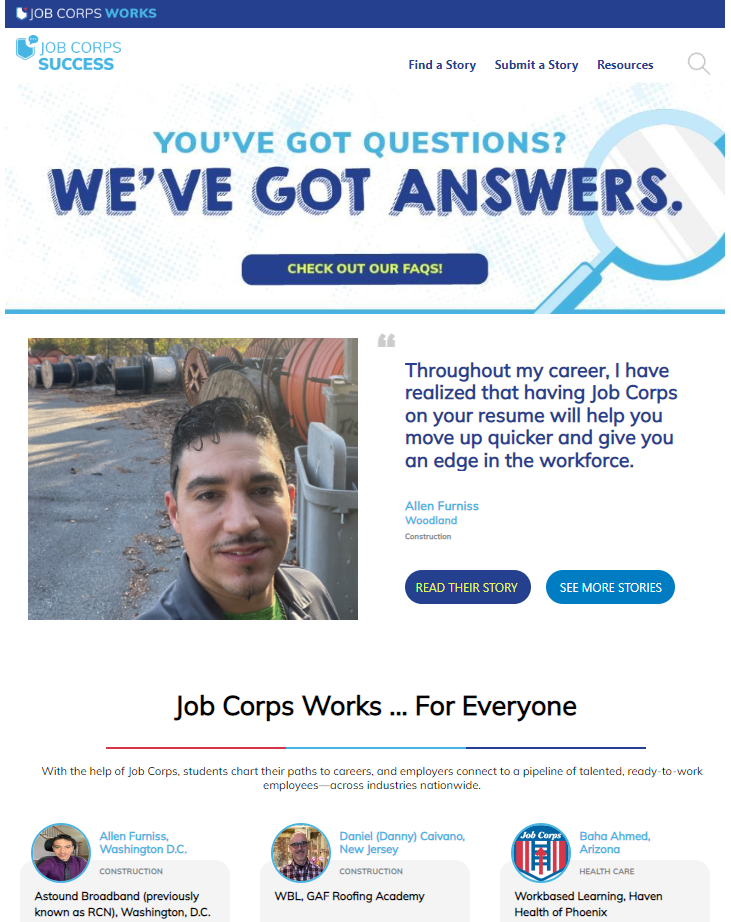 JOB CORPS WORKS
JOB CORPS
SUCCESS
Find a Story
Submit a Story
Resources
YOU'VE GOT QUESTIONS?
WE'VE GOT ANSWERS.
CHECK OUT OUR FAQS!
“
Throughout my career, I have
realized that having Job Corps
on your resume will help you
move up quicker and give you
an edge in the workforce.
Allen Furniss
Woodland
Construction
READ THEIR STORY
SEE MORE STORIES
Job Corps Works ... For Everyone
With the help of Job Corps, students chart their paths to careers, and employers connect to a pipeline of talented, ready-to-work
employees—across industries nationwide.
Allen Furniss,
Washington D.C.
CONSTRUCTION
Astound Broadband (previously
known as RCN), Washington, D.C.
Daniel (Danny) Caivano,
New Jersey
CONSTRUCTION
WBL, GAF Roofing Academy
Job Corps
Baha Ahmed,
Arizona
HEALTH CARE
Workbased Learning, Haven
Health of Phoenix